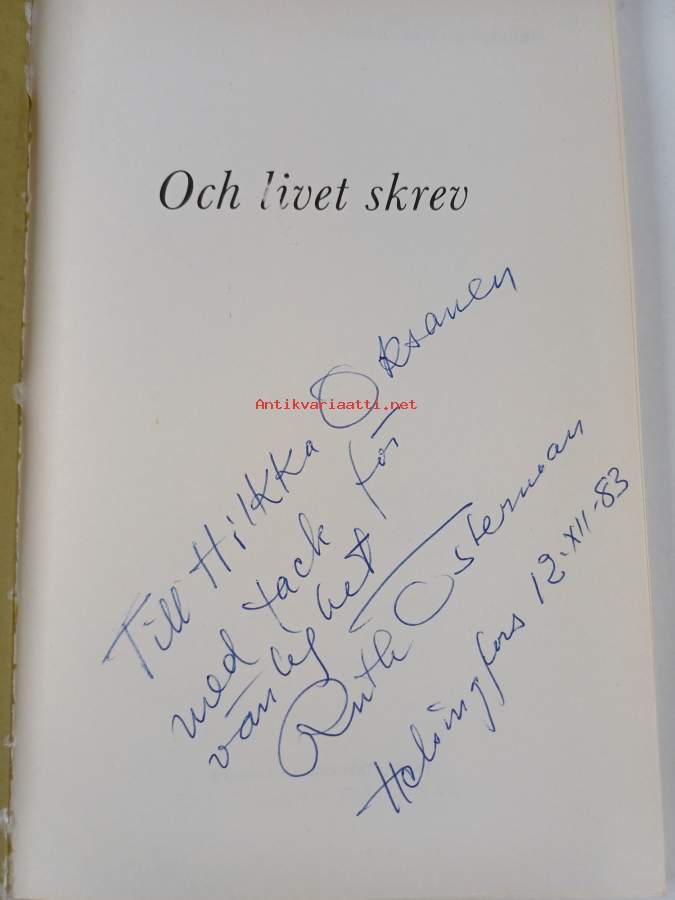 Och livet skrev
Antikvariaatti.net
Till Hilkka Oksanen
med tack för
vänlighet
Ruth Österman
Helsingfors 12.XII.83